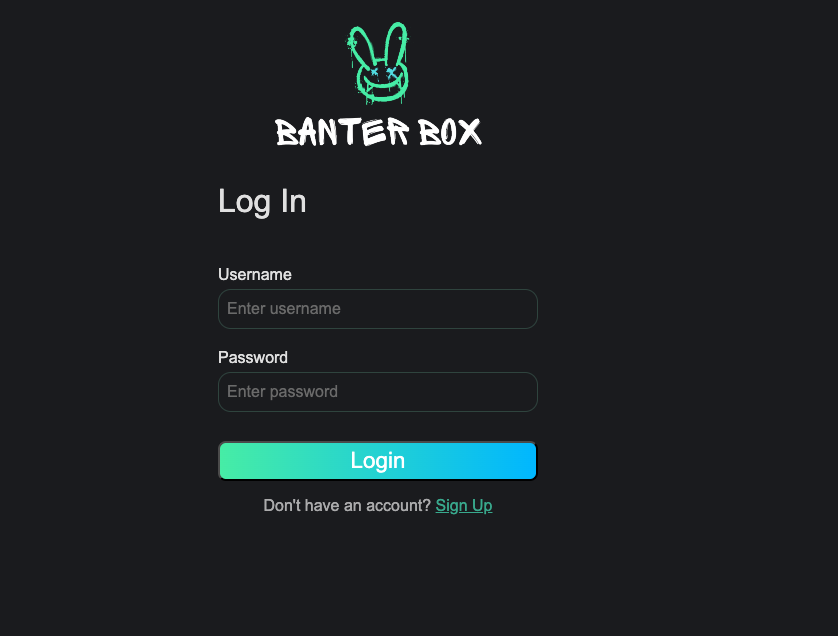 BANTER BOX
Log In
Username
Enter username
Password
Enter password
Login
Don't have an account? Sign Up